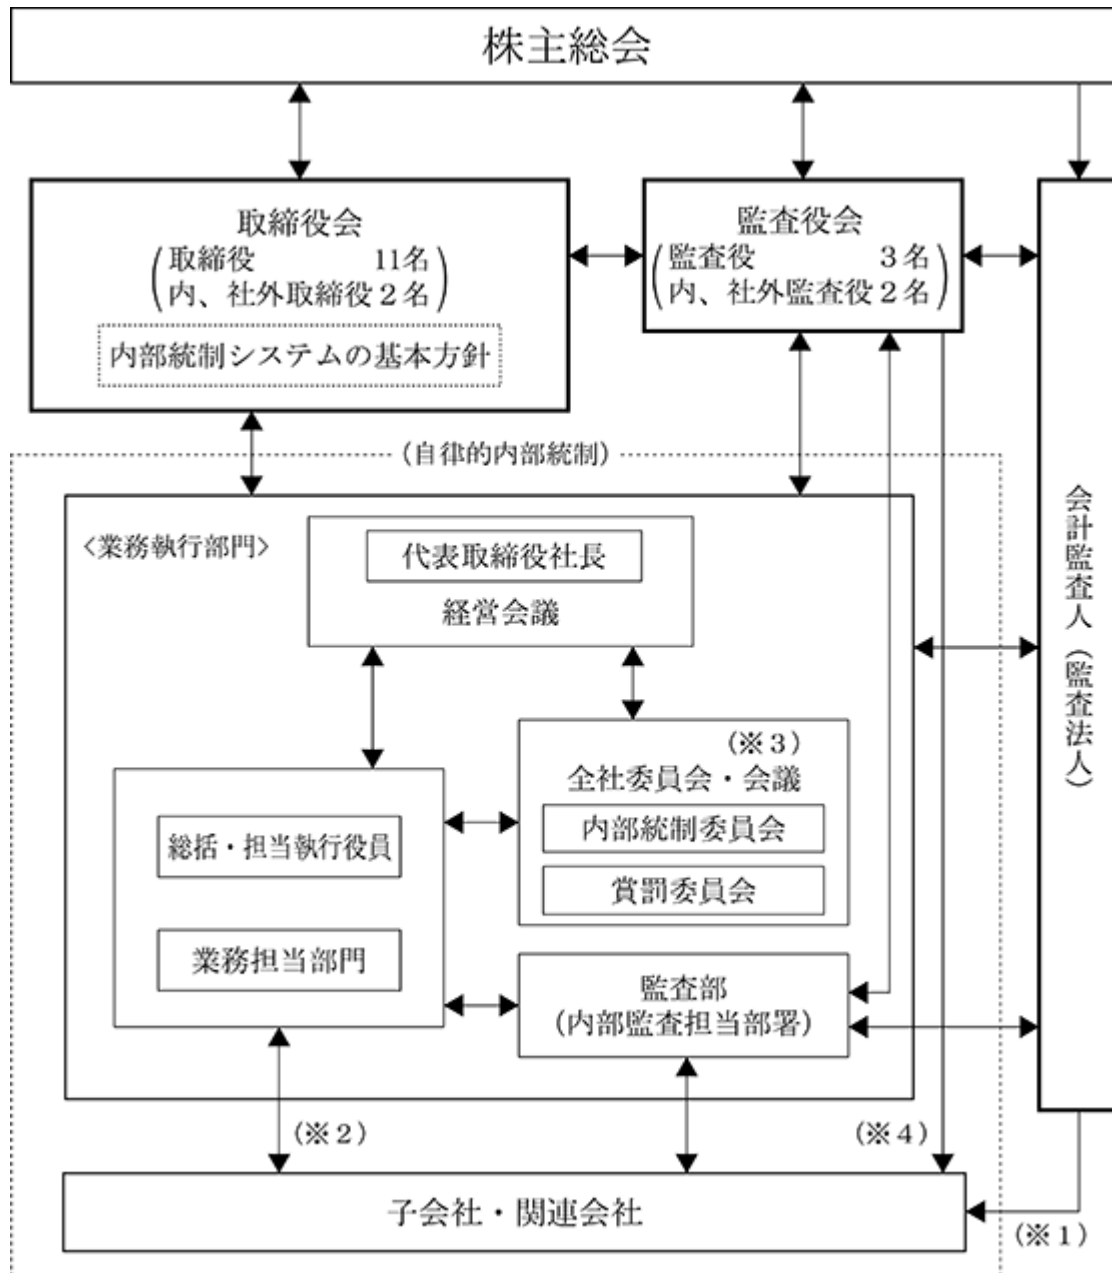 株主総会
取締役会
(取締役 11名
内、社外取締役2名)
内部統制システムの基本方針
監査役会
(監査役 3名
内、社外監査役2名)
会計監査人(監査法人)
(自律的内部統制)
<業務執行部門>
代表取締役社長
経営会議
(※3)
全社委員会・会議
内部統制委員会
賞罰委員会
総括・担当執行役員
業務担当部門
監査部
(内部監査担当部署)
(※2)
(※4)
子会社・関連会社
(※1)